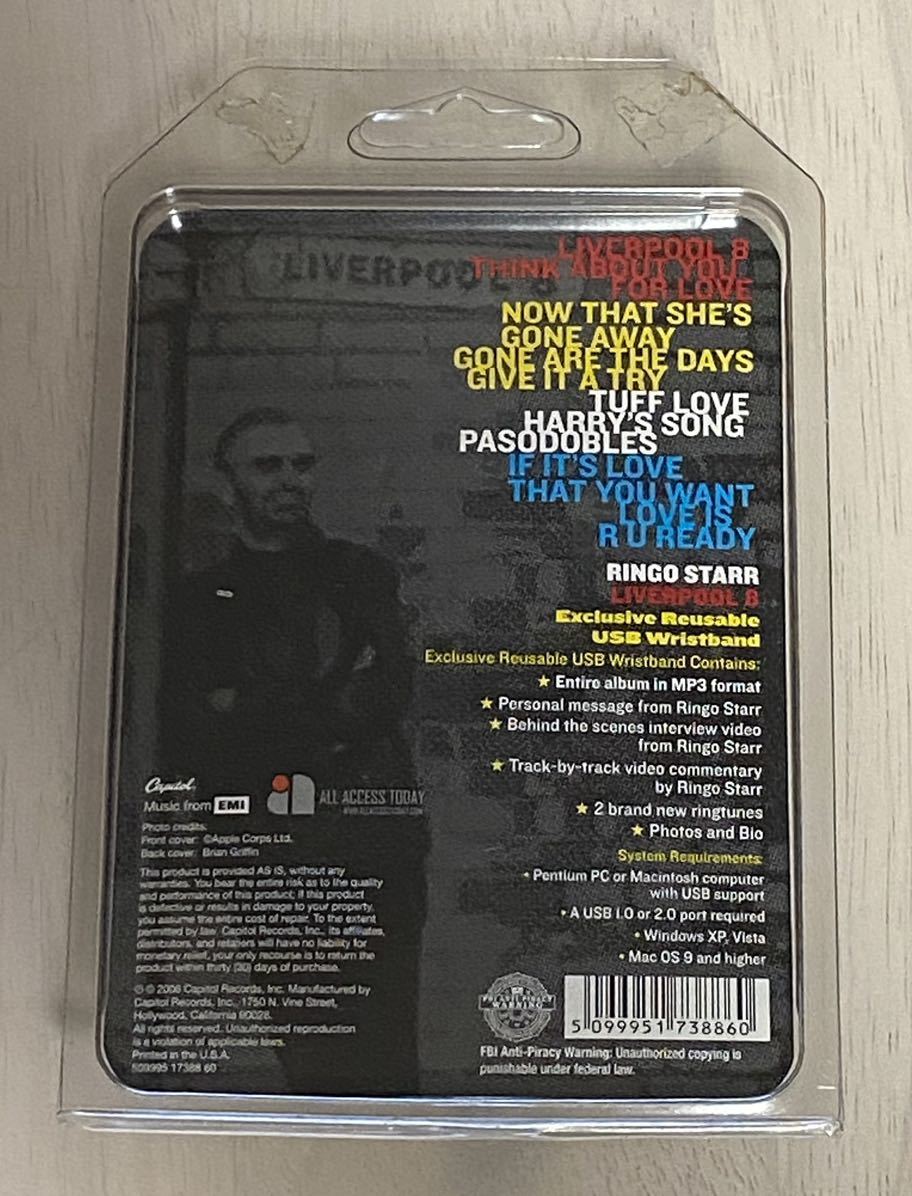 LIVERPOOL 8
LIVERPOOL 8
THINK ABOUT YOU
FOR LOVE
NOW THAT SHE'S
GONE AWAY
GONE ARE THE DAYS
GIVE IT A TRY
TUFF LOVE
HARRY'S SONG
PASODOBLES
IF IT'S LOVE
THAT YOU WANT
LOVE IS
R U READY
RINGO STARR
LIVERPOOL 8
Exclusive Reusable
USB Wristband
Exclusive Reusable USB Wristband Contains:
★ Entire album in MP3 format
★ Personal message from Ringo Starr
★ Behind the scenes interview video
from Ringo Starr
★ Track-by-track video commentary
by Ringo Starr
★ 2 brand new ringtunes
★ Photos and Bio
System Requirements:
• Pentium PC or Macintosh computer
with USB support
• A USB 1.0 or 2.0 port required
• Windows XP, Vista
• Mac OS 9 and higher
Capitol.
Music from EMI
ALL ACCESS TODAY
WWW.ALLACCESSTODAY.COM
Photo credits:
Front cover: ©Apple Corps Ltd.
Back cover: Brian Griffin
This product is provided AS IS, without any
warranties. You bear the entire risk as to the quality
and performance of this product; if this product
is defective or results in damage to your property,
you assume the entire cost of repair. To the extent
permitted by law, Capitol Records, Inc., its affiliates,
distributors, and retailers will have no liability for
monetary relief, your only recourse is to return the
product within thirty (30) days of purchase.
℗ © 2008 Capitol Records, Inc. Manufactured by
Capitol Records, Inc., 1750 N. Vine Street,
Hollywood, California 90028.
All rights reserved. Unauthorized reproduction
is a violation of applicable laws.
Printed in the U.S.A.
509995 17388 60
FBI ANTI-PIRACY
WARNING
5 099951 738860
FBI Anti-Piracy Warning: Unauthorized copying is
punishable under federal law.